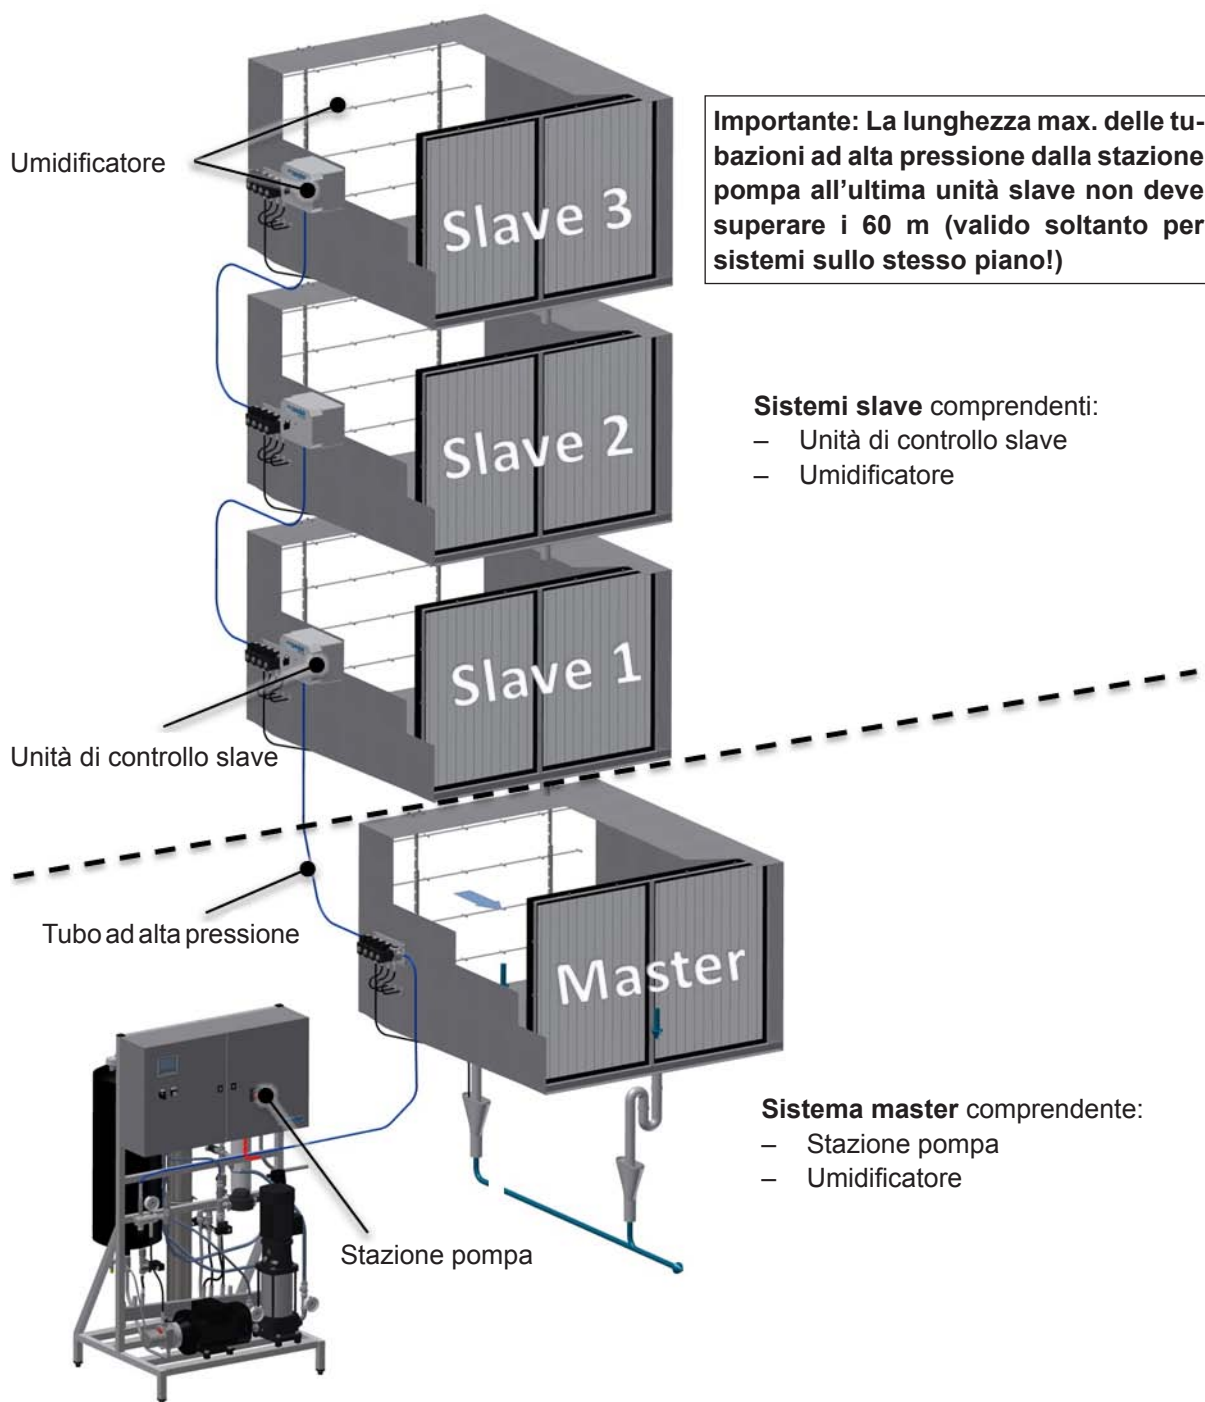 Umidificatore
Importante: La lunghezza max. delle tu-
bazioni ad alta pressione dalla stazione
pompa all’ultima unità slave non deve
superare i 60 m (valido soltanto per
sistemi sullo stesso piano!)
Slave 3
Sistemi slave comprendenti:
– Unità di controllo slave
– Umidificatore
Slave 2
Slave 1
Unità di controllo slave
Tubo ad alta pressione
Master
Sistema master comprendente:
– Stazione pompa
– Umidificatore
Stazione pompa